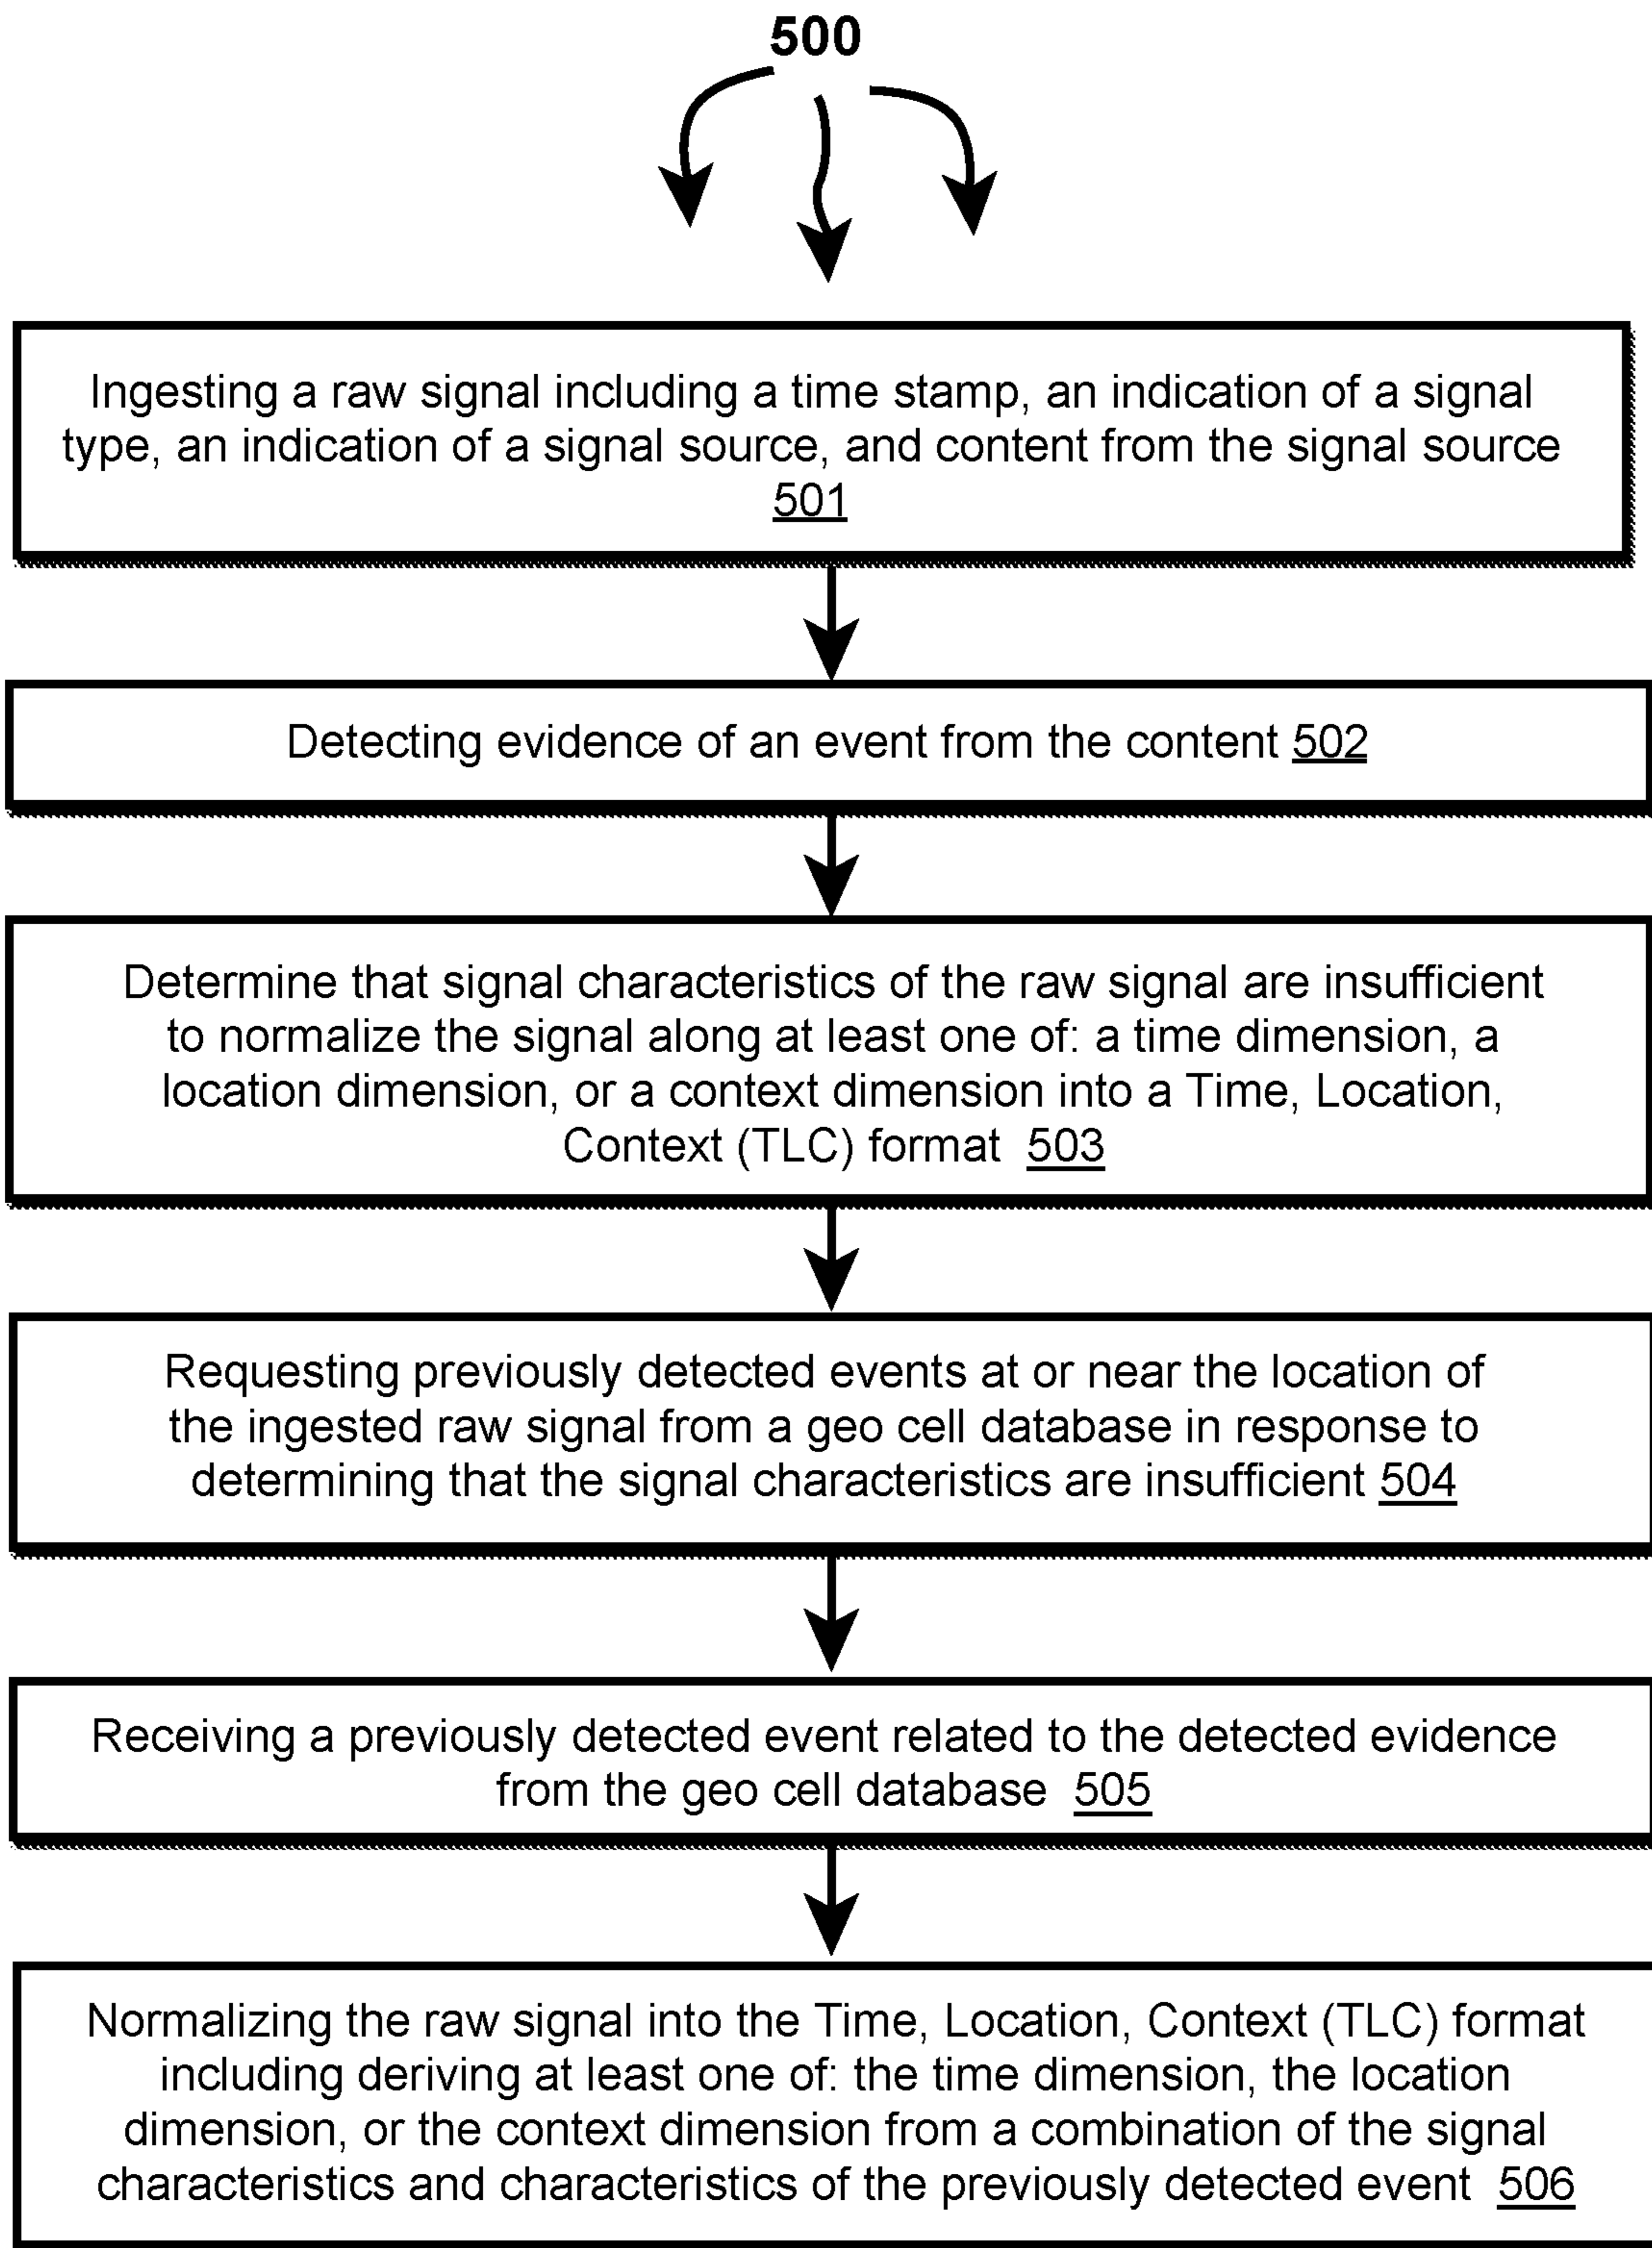 500
Ingesting a raw signal including a time stamp, an indication of a signal
type, an indication of a signal source, and content from the signal source
501
Detecting evidence of an event from the content 502
Determine that signal characteristics of the raw signal are insufficient
to normalize the signal along at least one of: a time dimension, a
location dimension, or a context dimension into a Time, Location,
Context (TLC) format 503
Requesting previously detected events at or near the location of
the ingested raw signal from a geo cell database in response to
determining that the signal characteristics are insufficient 504
Receiving a previously detected event related to the detected evidence
from the geo cell database 505
Normalizing the raw signal into the Time, Location, Context (TLC) format
including deriving at least one of: the time dimension, the location
dimension, or the context dimension from a combination of the signal
characteristics and characteristics of the previously detected event 506